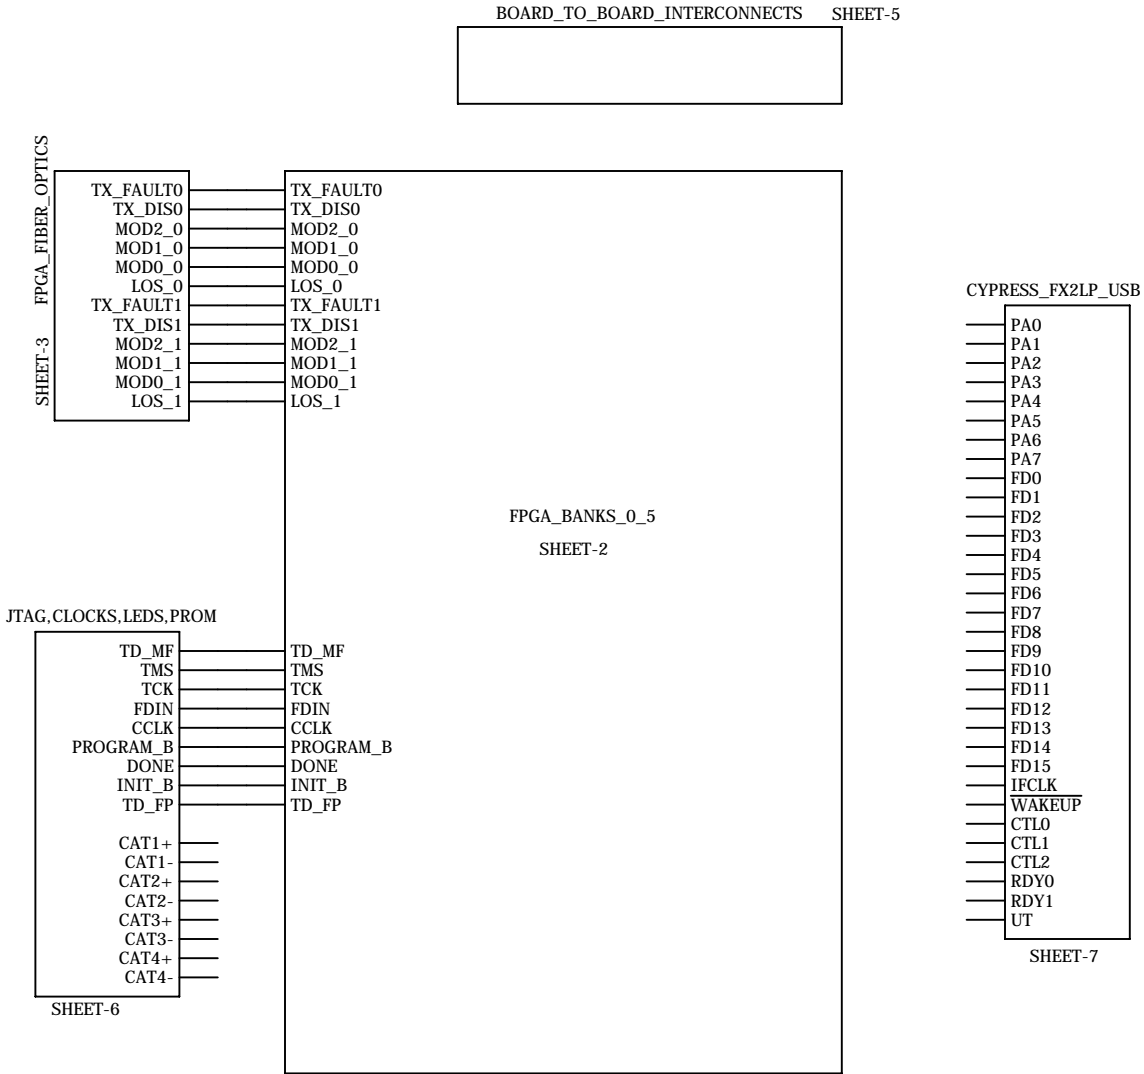 BOARD_TO_BOARD_INTERCONNECTS SHEET-5
FPGA_FIBER_OPTICS
SHEET-3
TX_FAULT0 TX_FAULT0
TX_DIS0 TX_DIS0
MOD2_0 MOD2_0
MOD1_0 MOD1_0
MOD0_0 MOD0_0
LOS_0 LOS_0
TX_FAULT1 TX_FAULT1
TX_DIS1 TX_DIS1
MOD2_1 MOD2_1
MOD1_1 MOD1_1
MOD0_1 MOD0_1
LOS_1 LOS_1
FPGA_BANKS_0_5
SHEET-2
JTAG,CLOCKS,LEDS,PROM
TD_MF TD_MF
TMS TMS
TCK TCK
FDIN FDIN
CCLK CCLK
PROGRAM_B PROGRAM_B
DONE DONE
INIT_B INIT_B
TD_FP TD_FP
CAT1+
CAT1-
CAT2+
CAT2-
CAT3+
CAT3-
CAT4+
CAT4-
SHEET-6
CYPRESS_FX2LP_USB
PA0
PA1
PA2
PA3
PA4
PA5
PA6
PA7
FD0
FD1
FD2
FD3
FD4
FD5
FD6
FD7
FD8
FD9
FD10
FD11
FD12
FD13
FD14
FD15
IFCLK
WAKEUP
CTL0
CTL1
CTL2
RDY0
RDY1
UT
SHEET-7